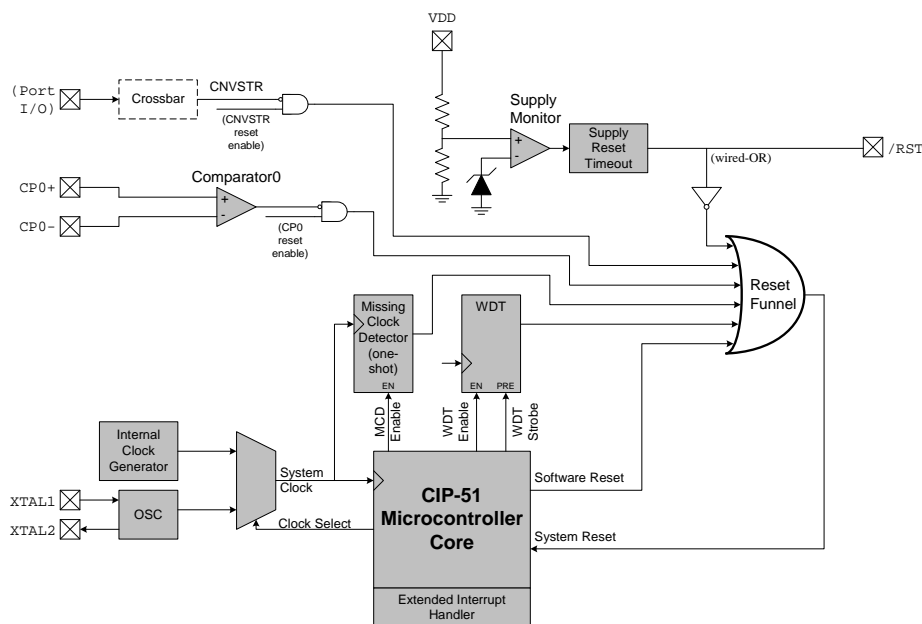 VDD
(Port
I/O)
Crossbar
CNVSTR
(CNVSTR
reset
enable)
Supply
Monitor
+
-
Supply
Reset
Timeout
(wired-OR)
/RST
CP0+
CP0-
Comparator0
+
-
(CP0
reset
enable)
Reset
Funnel
Missing
Clock
Detector
(one-
shot)
EN
WDT
EN
PRE
MCD
Enable
WDT
Enable
WDT
Strobe
Internal
Clock
Generator
System
Clock
XTAL1
XTAL2
OSC
Clock Select
CIP-51
Microcontroller
Core
Software Reset
System Reset
Extended Interrupt
Handler